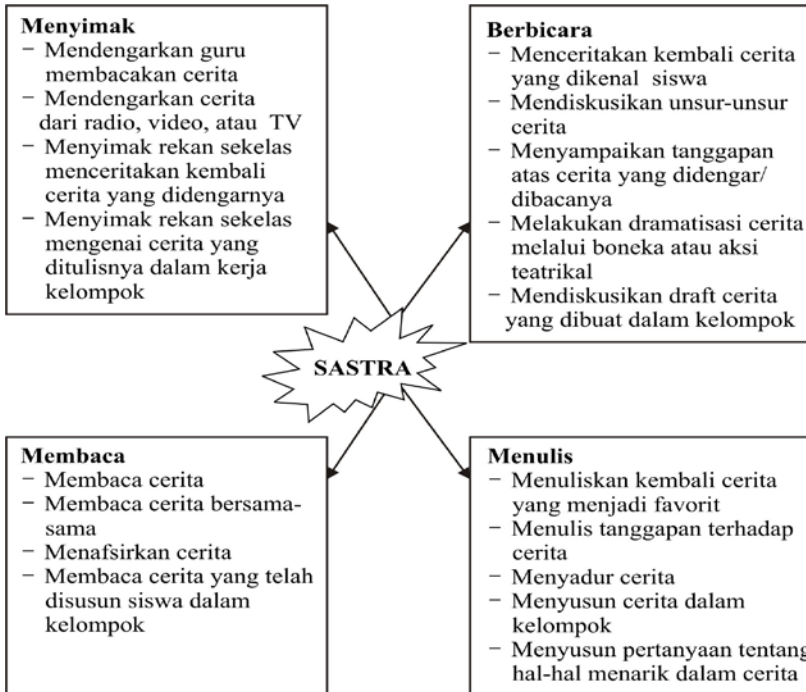 Menyimak
– Mendengarkan guru
membacakan cerita
– Mendengarkan cerita
dari radio, video, atau TV
– Menyimak rekan sekelas
menceritakan kembali
cerita yang didengarnya
– Menyimak rekan sekelas
mengenai cerita yang
ditulisnya dalam kerja
kelompok
Berbicara
– Menceritakan kembali cerita
yang dikenal siswa
– Mendiskusikan unsur-unsur
cerita
– Menyampaikan tanggapan
atas cerita yang didengar/
dibacanya
– Melakukan dramatisasi cerita
melalui boneka atau aksi
teatrikal
– Mendiskusikan draft cerita
yang dibuat dalam kelompok
SASTRA
Membaca
– Membaca cerita
– Membaca cerita bersama-
sama
– Menafsirkan cerita
– Membaca cerita yang telah
disusun siswa dalam
kelompok
Menulis
– Menuliskan kembali cerita
yang menjadi favorit
– Menulis tanggapan terhadap
cerita
– Menyadur cerita
– Menyusun cerita dalam
kelompok
– Menyusun pertanyaan tentang
hal-hal menarik dalam cerita